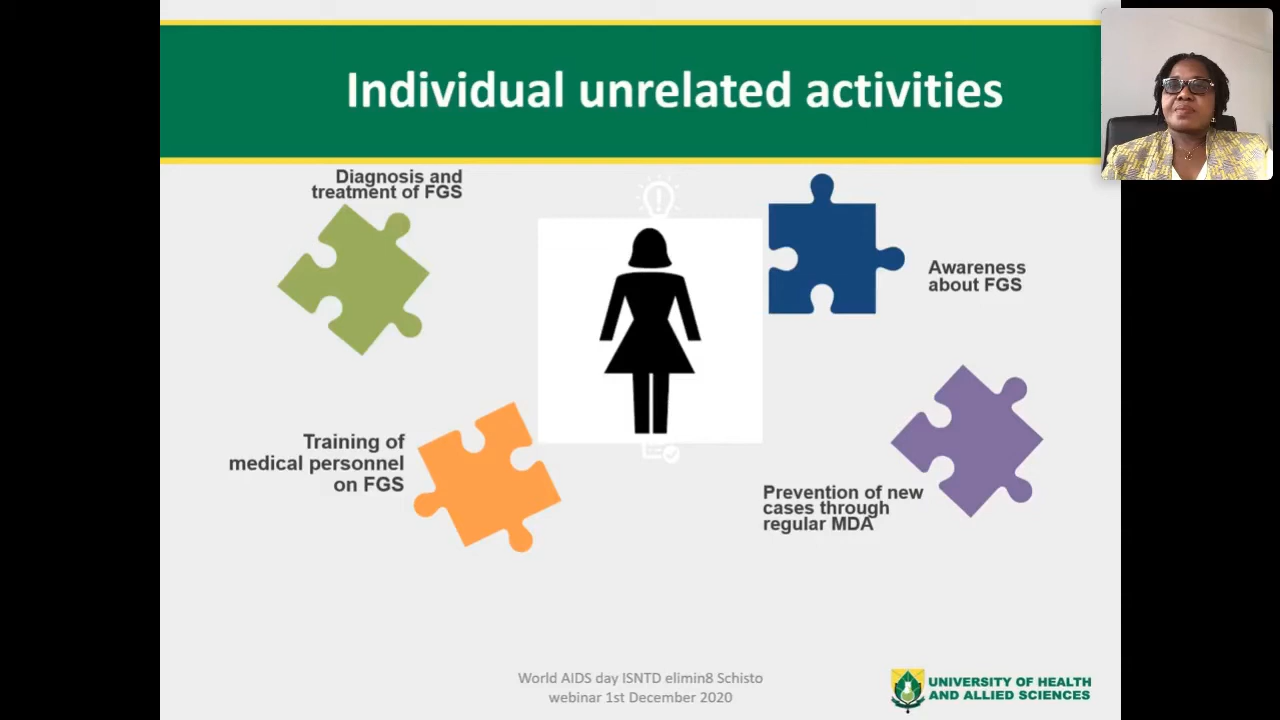 Individual unrelated activities
Diagnosis and
treatment of FGS
Awareness
about FGS
Training of
medical personnel
on FGS
Prevention of new
cases through
regular MDA
World AIDS day ISNTD elimin8 Schisto
webinar 1st December 2020
UNIVERSITY OF HEALTH
AND ALLIED SCIENCES